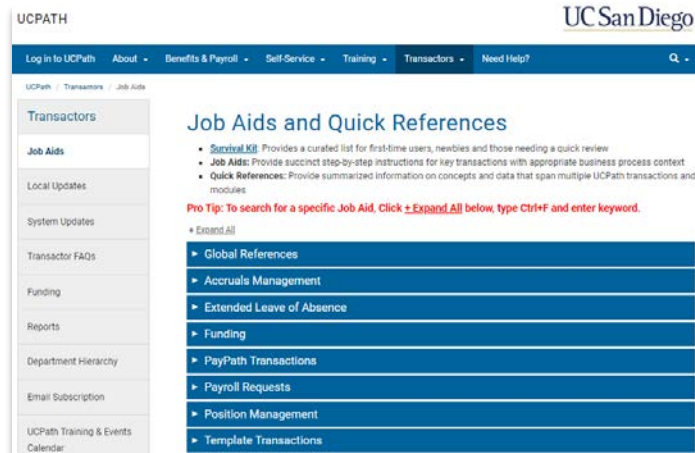 UCPATH
UC San Diego
Log in to UCPath About Benefits & Payroll Self-Service Training Transactors Need Help?
UCPath / Transactors / Job Aids
Transactors
Job Aids
Local Updates
System Updates
Transactor FAQs
Funding
Reports
Department Hierarchy
Email Subscription
UCPath Training & Events
Calendar
Job Aids and Quick References
• Survival Kit: Provides a curated list for first-time users, newbies and those needing a quick review
• Job Aids: Provide succinct step-by-step instructions for key transactions with appropriate business process context
• Quick References: Provide summarized information on concepts and data that span multiple UCPath transactions and
modules
Pro Tip: To search for a specific Job Aid, Click + Expand All below, type Ctrl+F and enter keyword.
+ Expand All
► Global References
► Accruals Management
► Extended Leave of Absence
► Funding
► PayPath Transactions
► Payroll Requests
► Position Management
► Template Transactions